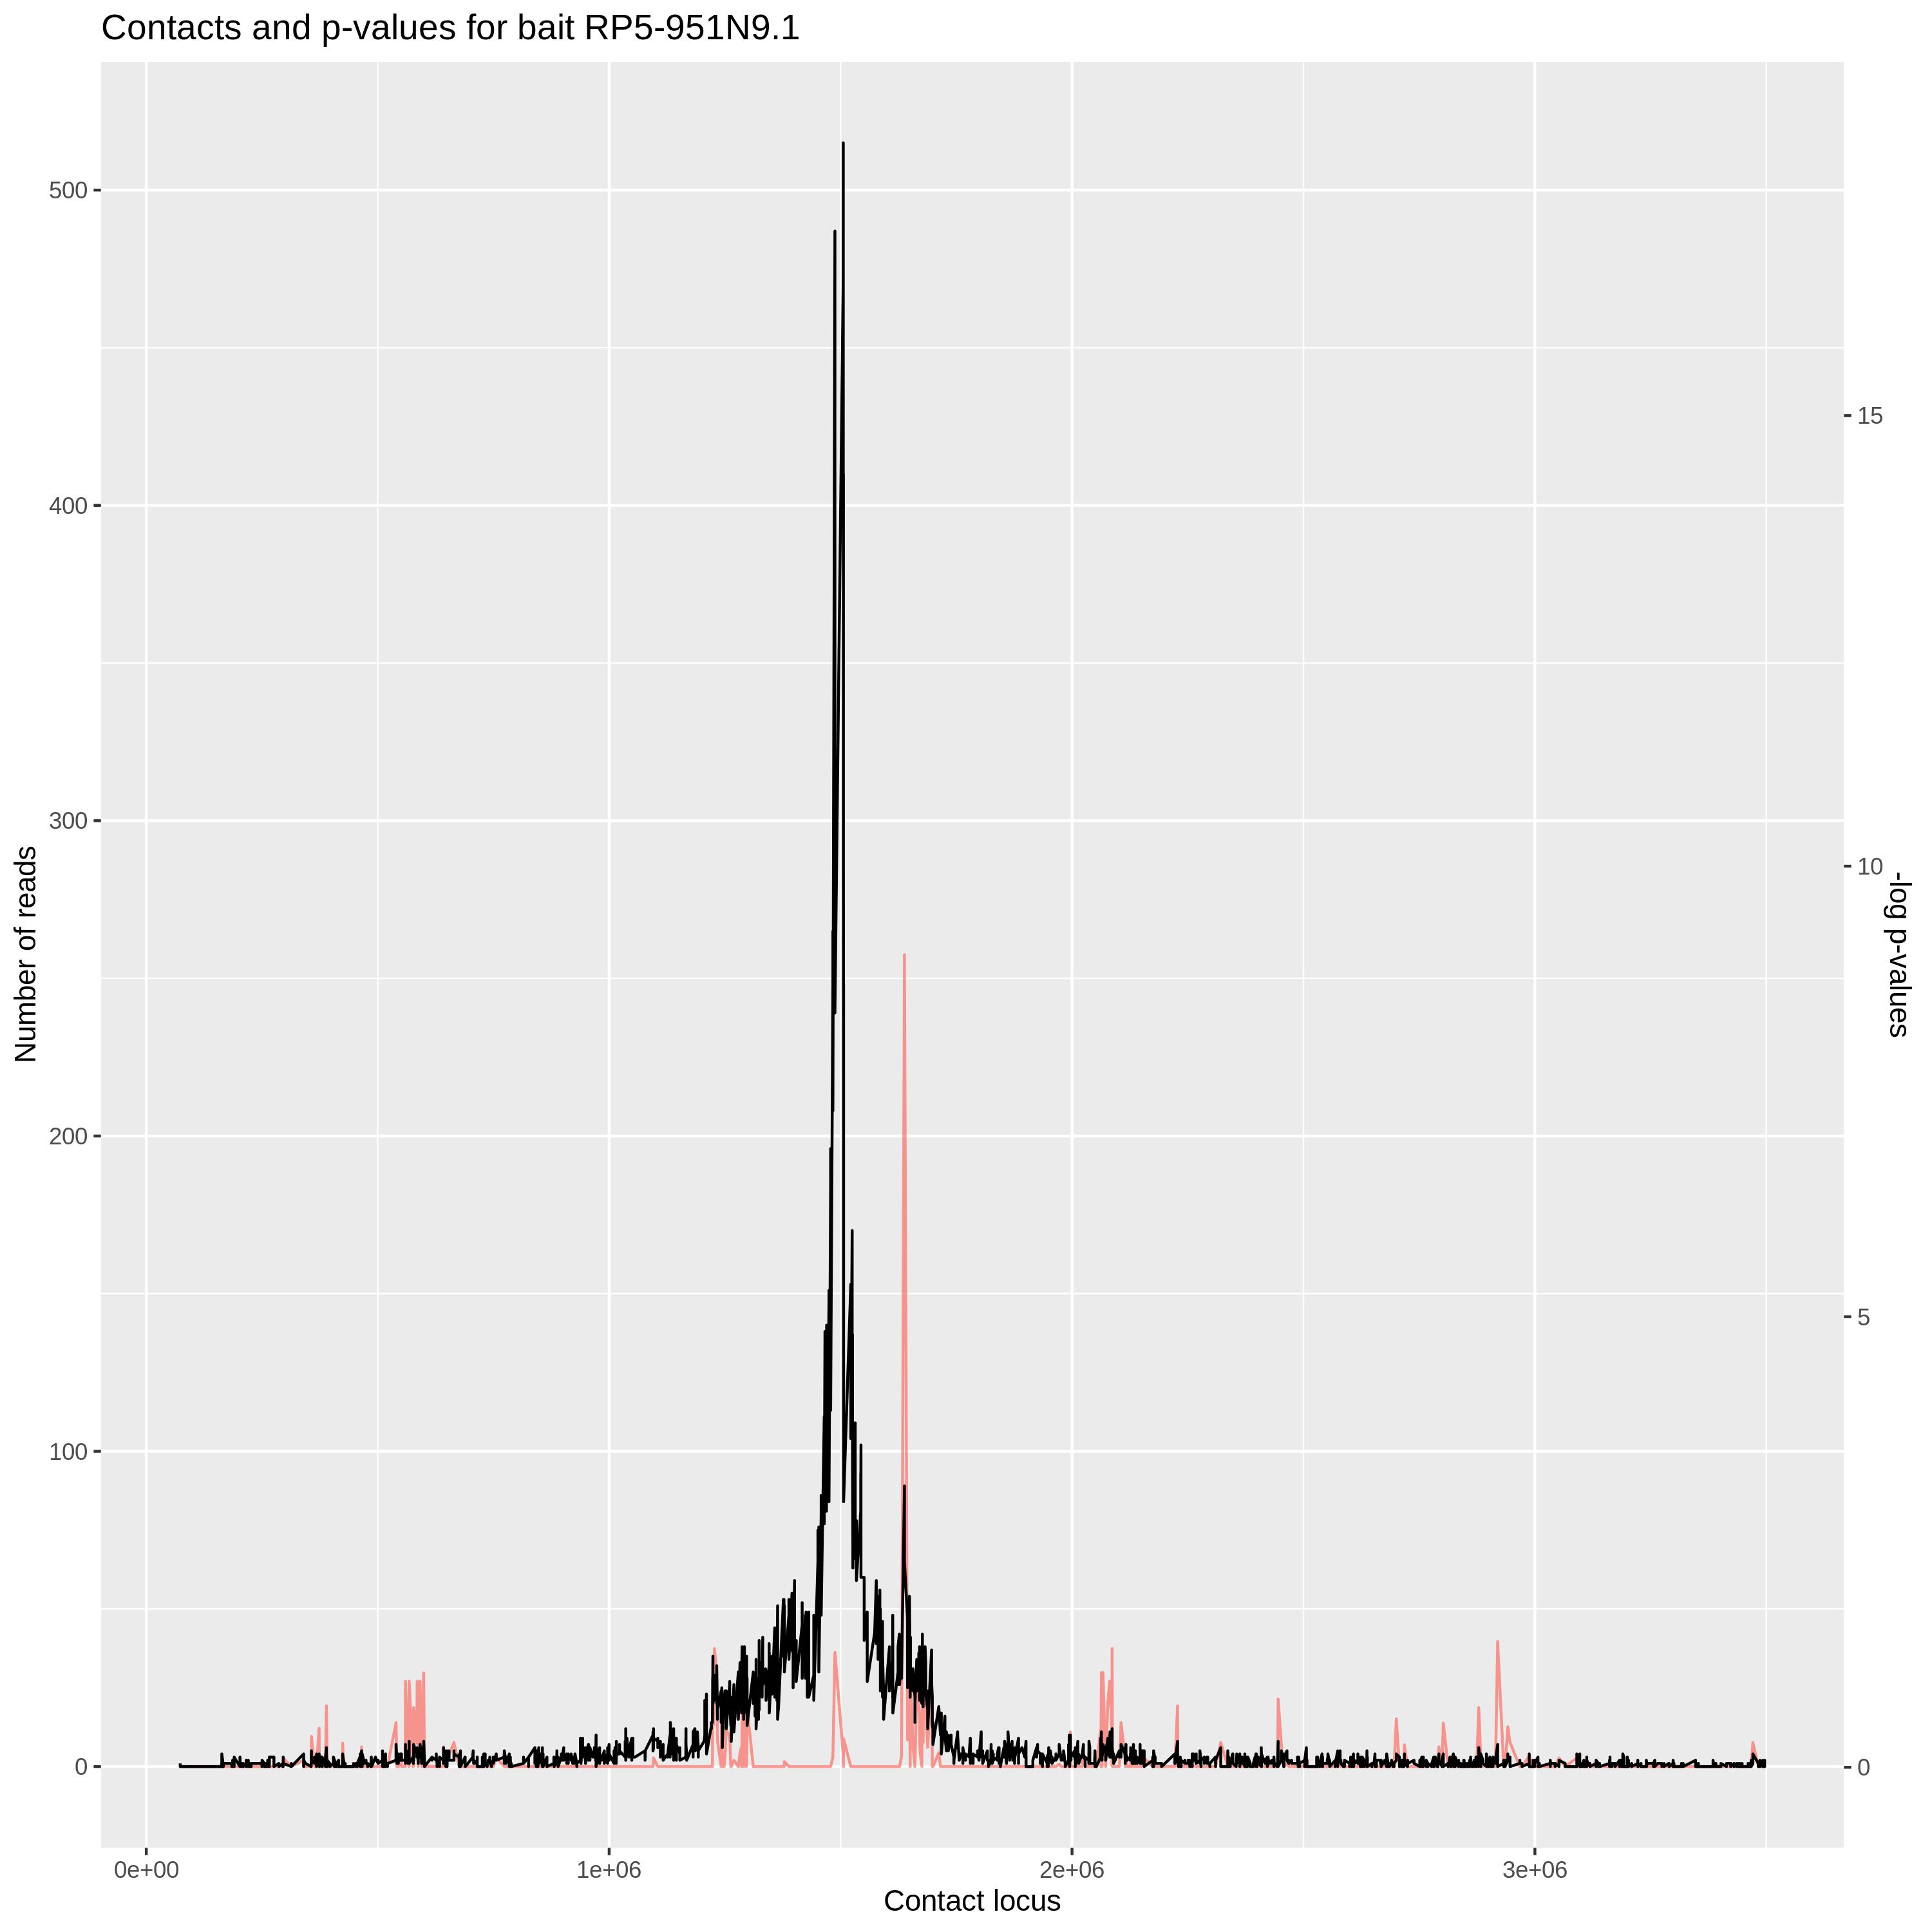 Contacts and p-values for bait RP5-951N9.1
500
400
300
200
100
0
Number of reads
15
10
5
0
-log p-values
0e+00
1e+06
2e+06
3e+06
Contact locus